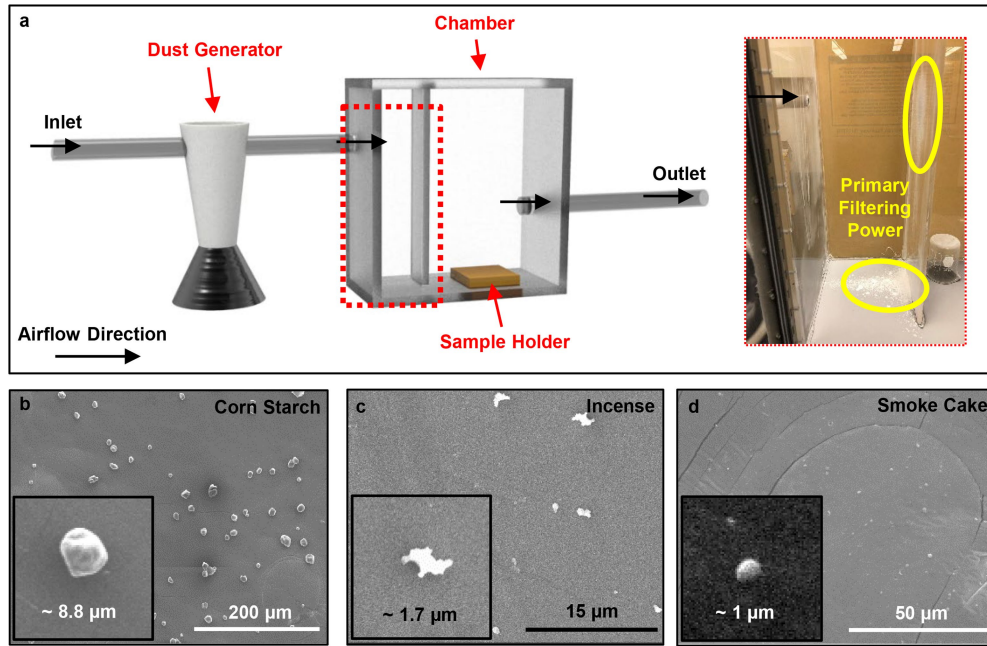 a
Chamber
Dust Generator
Inlet
Outlet
Primary
Filtering
Power
Airflow Direction
Sample Holder
b
Corn Starch
~ 8.8 µm
200 µm
c
Incense
~ 1.7 µm
15 µm
d
Smoke Cake
~ 1 µm
50 µm